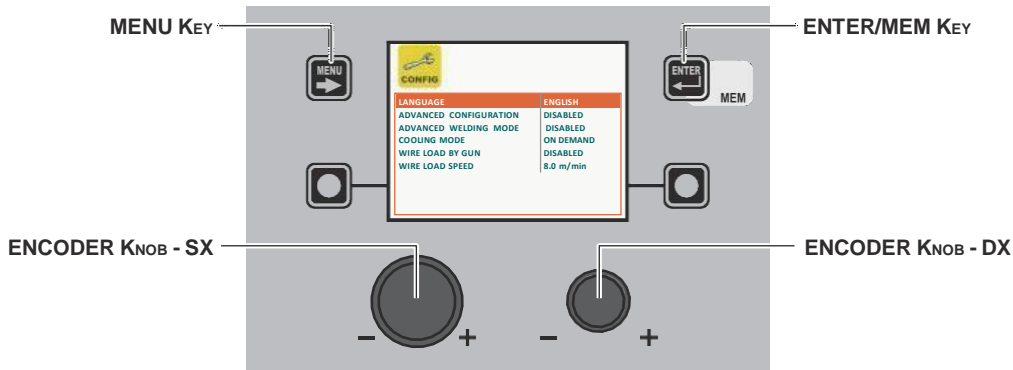 MENU KEY
ENTER/MEM KEY
MENU
ENTER
MEM
CONFIG
LANGUAGE ENGLISH
ADVANCED CONFIGURATION DISABLED
ADVANCED WELDING MODE DISABLED
COOLING MODE ON DEMAND
WIRE LOAD BY GUN DISABLED
WIRE LOAD SPEED 8.0 m/min
ENCODER KNOB - SX
ENCODER KNOB - DX
− +
− +